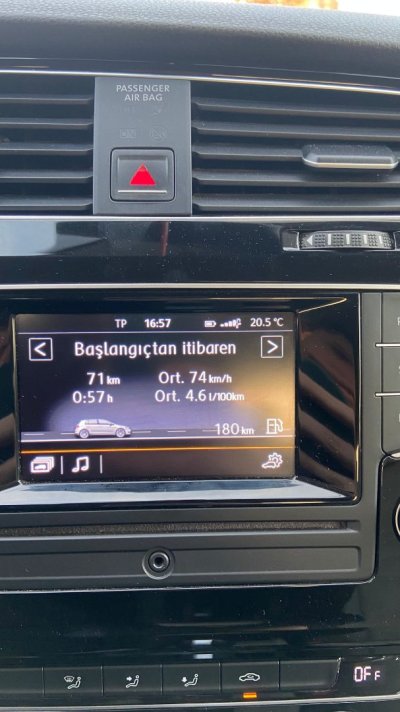 PASSENGER
AIR BAG
TP 16:57 20.5 °C
Başlangıçtan itibaren
71 km Ort. 74 km/h
0:57 h Ort. 4.6 l/100km
180 km
OFF